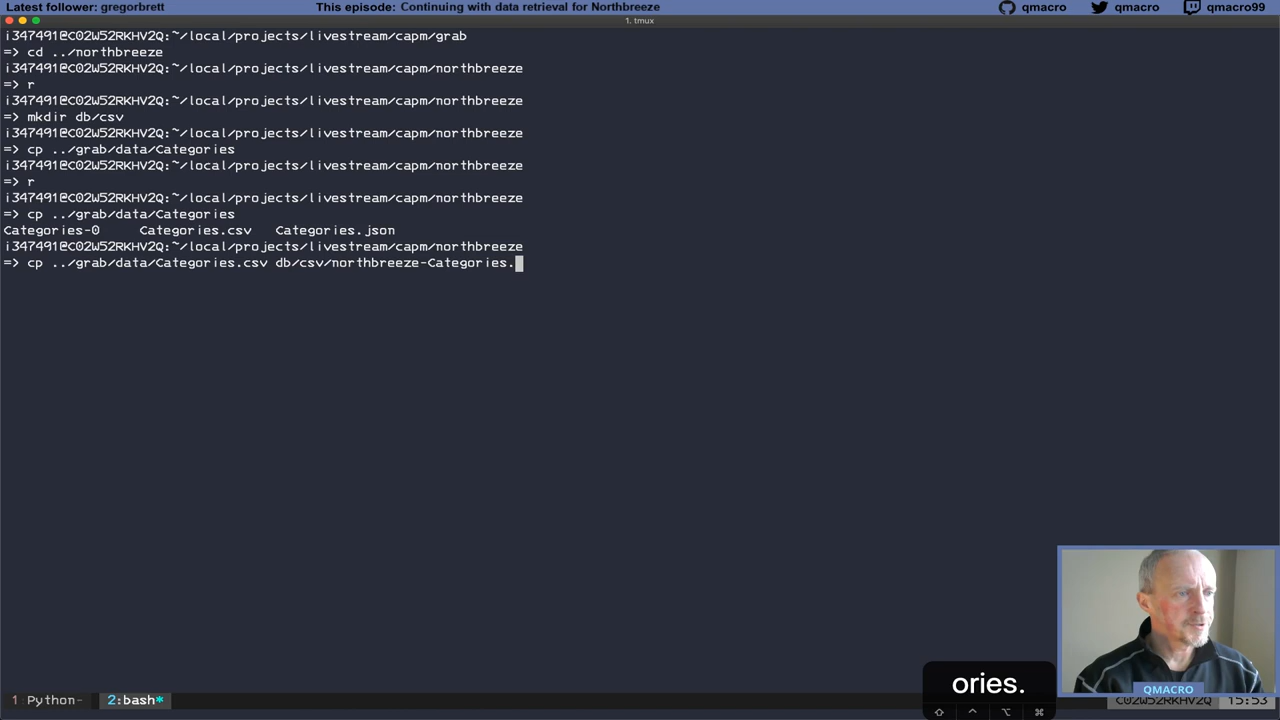 Latest follower: gregorbrett
This episode: Continuing with data retrieval for Northbreeze
qmacro
qmacro
qmacro99
1. tmux
i347491@C02W52RKHV2Q:~/local/projects/livestream/capm/grab
=> cd ../northbreeze
i347491@C02W52RKHV2Q:~/local/projects/livestream/capm/northbreeze
=> r
i347491@C02W52RKHV2Q:~/local/projects/livestream/capm/northbreeze
=> mkdir db/csv
i347491@C02W52RKHV2Q:~/local/projects/livestream/capm/northbreeze
=> cp ../grab/data/Categories
i347491@C02W52RKHV2Q:~/local/projects/livestream/capm/northbreeze
=> r
i347491@C02W52RKHV2Q:~/local/projects/livestream/capm/northbreeze
=> cp ../grab/data/Categories
Categories-0 Categories.csv Categories.json
i347491@C02W52RKHV2Q:~/local/projects/livestream/capm/northbreeze
=> cp ../grab/data/Categories.csv db/csv/northbreeze-Categories.
ories.
QMACRO
1 Python- 2:bash* C02W52RKHV2Q 15:53